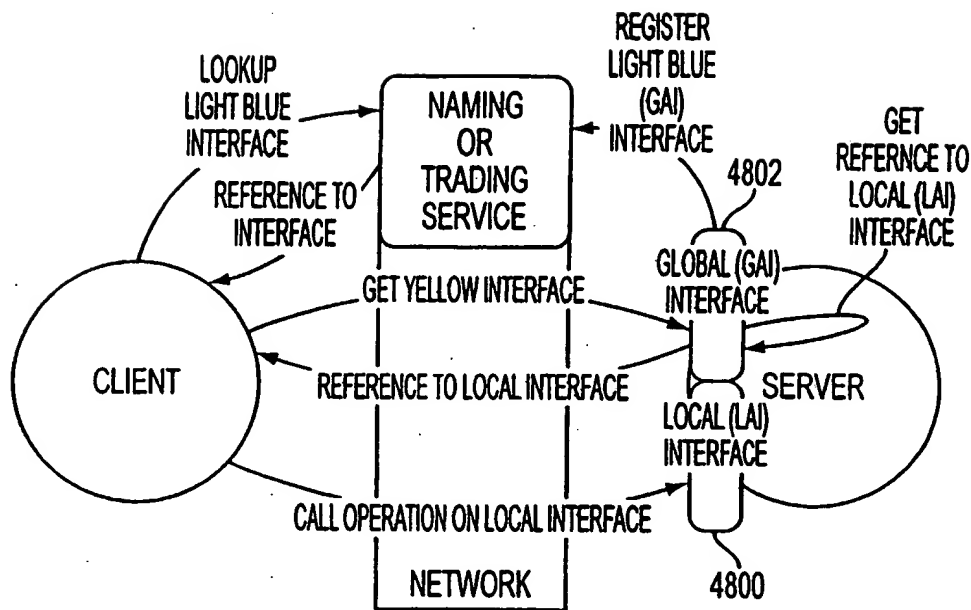 LOOKUP
LIGHT BLUE
INTERFACE
REFERENCE TO
INTERFACE
NAMING
OR
TRADING
SERVICE
REGISTER
LIGHT BLUE
(GAI)
INTERFACE
GET
REFERNCE TO
LOCAL (LAI)
INTERFACE
4802
GLOBAL (GAI)
INTERFACE
GET YELLOW INTERFACE
CLIENT
REFERENCE TO LOCAL INTERFACE
SERVER
LOCAL (LAI)
INTERFACE
CALL OPERATION ON LOCAL INTERFACE
NETWORK
4800